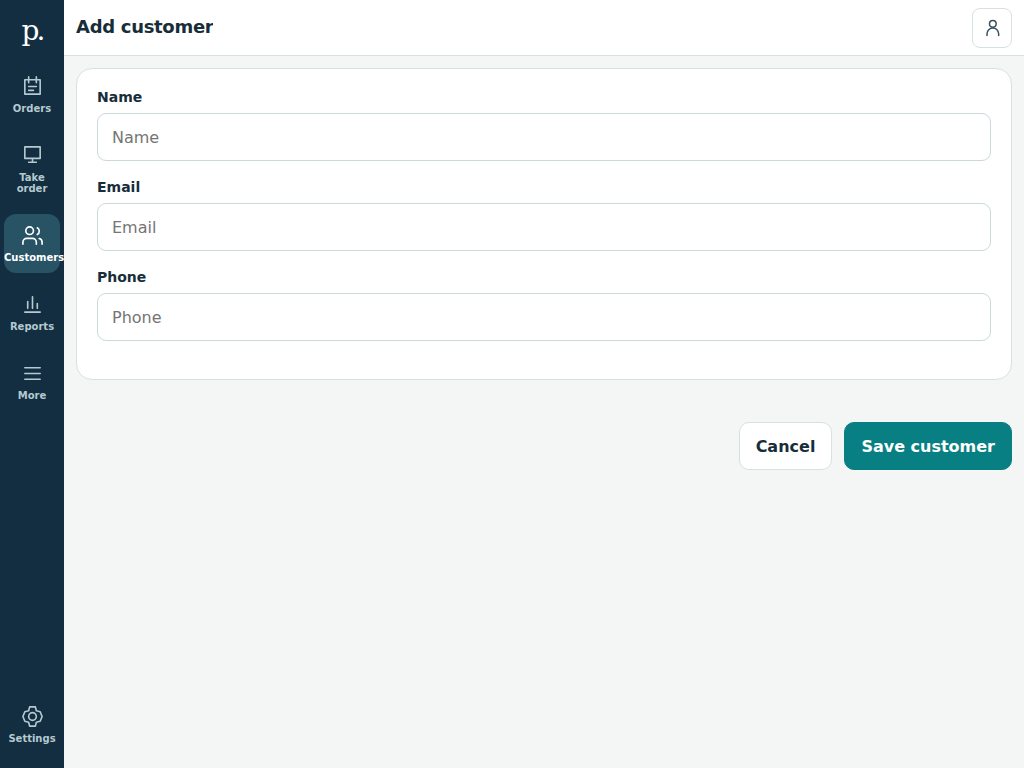 p.
Add customer
Orders
Take
order
Customers
Reports
More
Settings
Name
Name
Email
Email
Phone
Phone
Cancel
Save customer